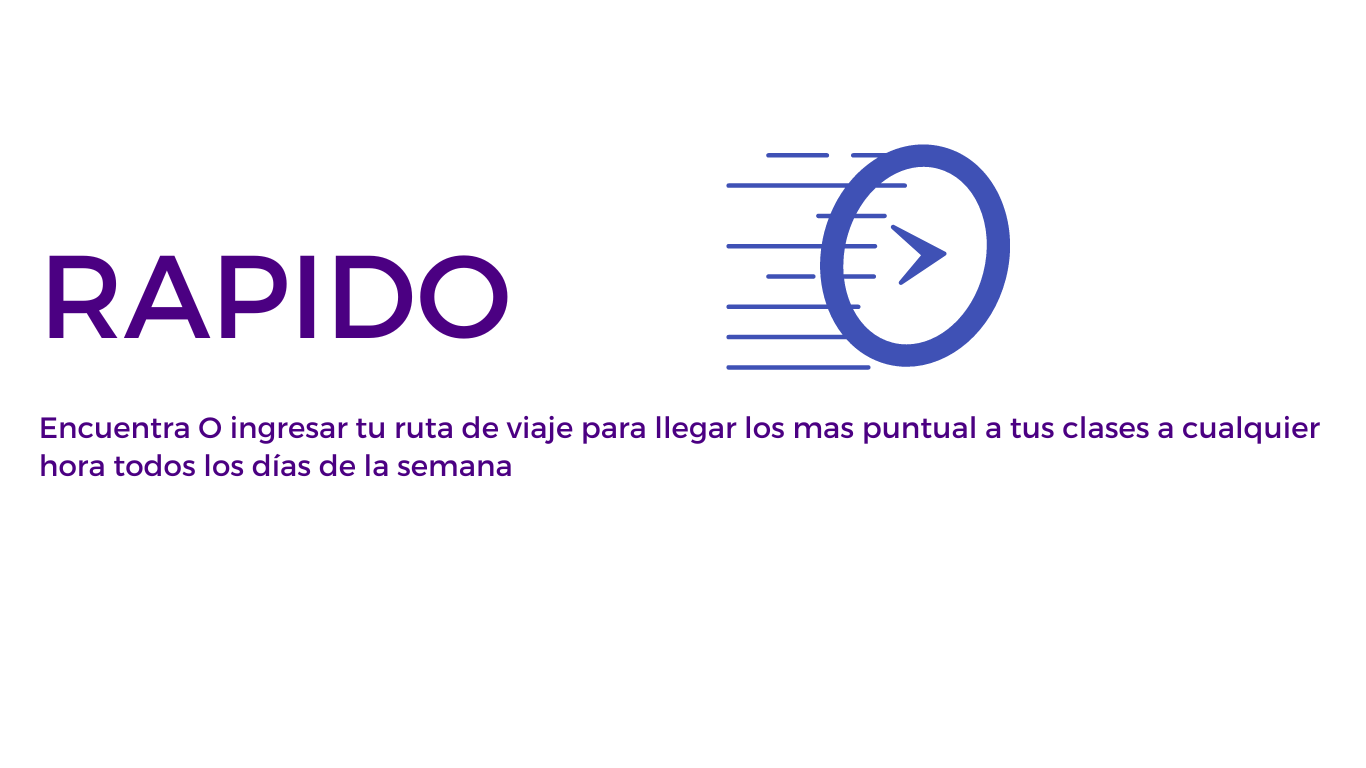 RAPIDO
Encuentra O ingresar tu ruta de viaje para llegar los mas puntual a tus clases a cualquier
hora todos los días de la semana